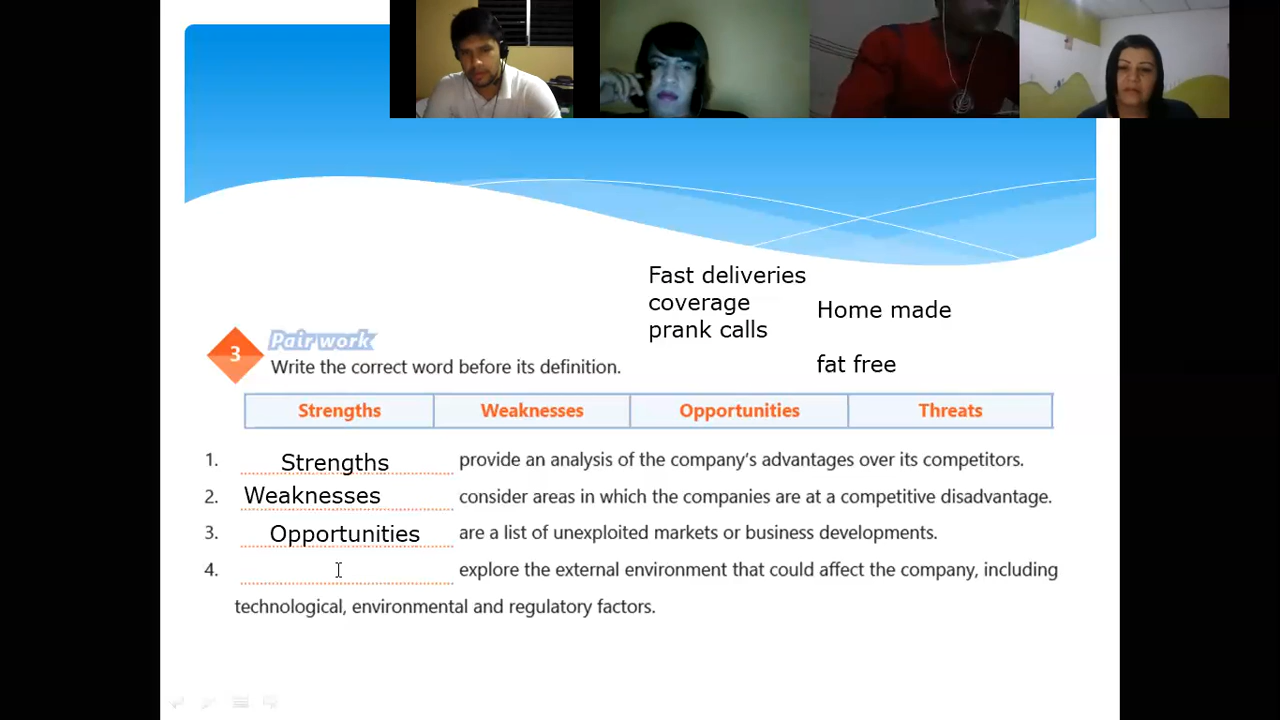 Fast deliveries
coverage
prank calls
Home made
fat free
3
Pair work
Write the correct word before its definition.
Strengths Weaknesses Opportunities Threats
1. Strengths provide an analysis of the company's advantages over its competitors.
2. Weaknesses consider areas in which the companies are at a competitive disadvantage.
3. Opportunities are a list of unexploited markets or business developments.
4. explore the external environment that could affect the company, including
technological, environmental and regulatory factors.